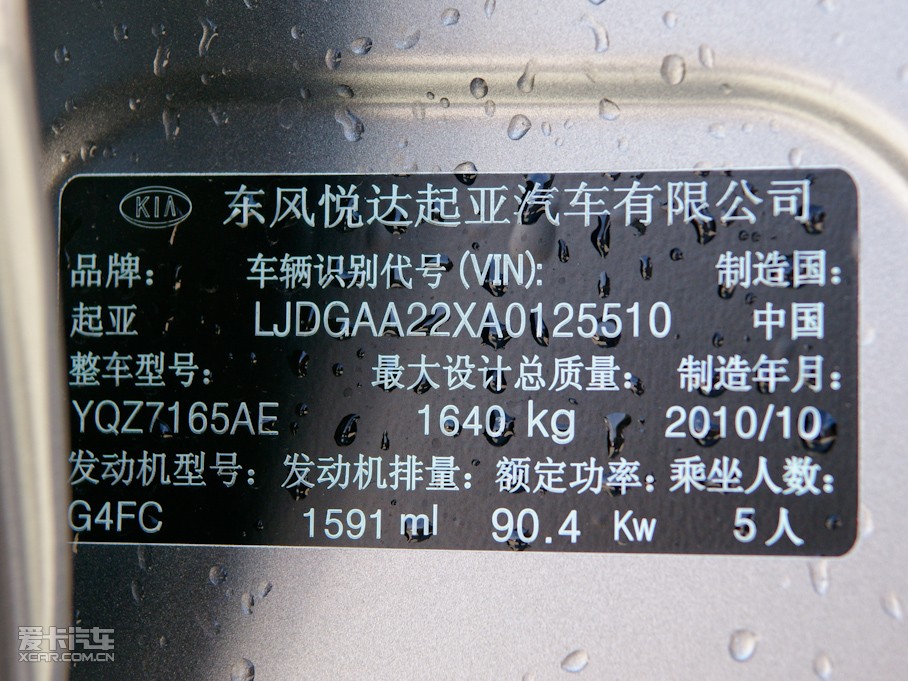 KIA 东风悦达起亚汽车有限公司
品牌： 车辆识别代号(VIN): 制造国：
起亚 LJDGAA22XA0125510 中国
整车型号： 最大设计总质量： 制造年月：
YQZ7165AE 1640 kg 2010/10
发动机型号： 发动机排量： 额定功率： 乘坐人数：
G4FC 1591 ml 90.4 Kw 5人
爱卡汽车
XCAR.COM.CN